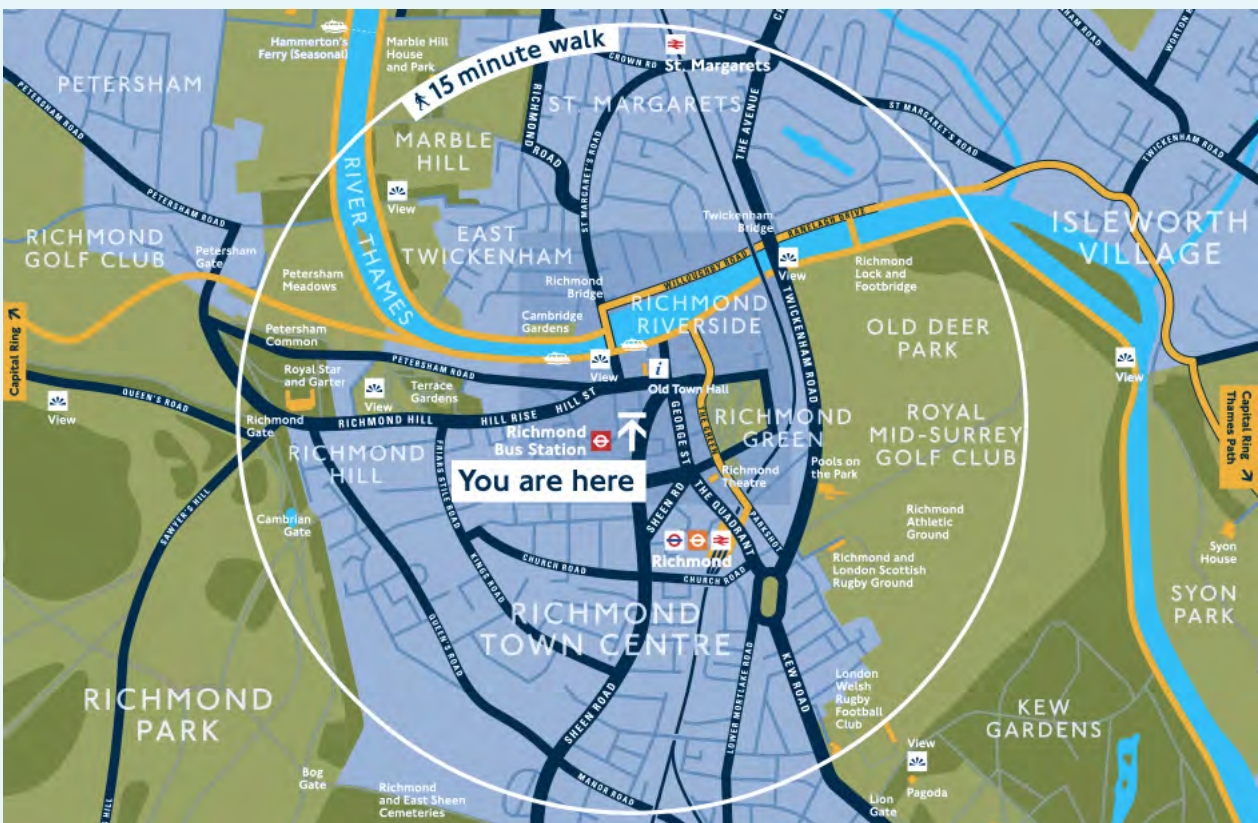 Hammerton's
Ferry (Seasonal)
Marble Hill
House
and Park
15 minute walk
CROWN RD
St. Margarets
ST. MARGARETS
PETERSHAM
PETERSHAM ROAD
RICHMOND
ROAD
THE AVENUE
ST MARGARET'S ROAD
WORTON ROAD
TWICKENHAM ROAD
MARBLE
HILL
RIVER THAMES
View
PETERSHAM ROAD
ST MARGARET'S ROAD
RICHMOND
GOLF CLUB
Petersham
Gate
Petersham
Meadows
EAST
TWICKENHAM
Twickenham
Bridge
RANELAGH DRIVE
WILLOUGHBY ROAD
View
ISLEWORTH
VILLAGE
Richmond
Bridge
RICHMOND
RIVERSIDE
Richmond
Lock and
Footbridge
TWICKENHAM ROAD
Capital Ring
Cambridge
Gardens
Petersham
Common
PETERSHAM ROAD
OLD DEER
PARK
Royal Star
and Garter
View
Terrace
Gardens
View
i
Old Town Hall
View
View
QUEEN'S ROAD
Richmond
Gate
RICHMOND HILL
HILL RISE
HILL ST
GEORGE ST
THE GREEN
RICHMOND
GREEN
ROYAL
MID-SURREY
GOLF CLUB
Capital Ring
Thames Path
Richmond
Bus Station
RICHMOND
HILL
FRIARS STILE ROAD
You are here
Richmond
Theatre
Pools on
the Park
SAWYER'S HILL
Cambrian
Gate
SHEEN RD
THE QUADRANT
PARKSHOT
Richmond
Athletic
Ground
Richmond
KINGS ROAD
CHURCH ROAD
CHURCH ROAD
Richmond and
London Scottish
Rugby Ground
Syon
House
SYON
PARK
RICHMOND
TOWN CENTRE
QUEEN'S ROAD
RICHMOND
PARK
SHEEN ROAD
LOWER MORTLAKE ROAD
KEW ROAD
London
Welsh
Rugby
Football
Club
KEW
GARDENS
View
Pagoda
Bog
Gate
Richmond
and East Sheen
Cemeteries
MANOR ROAD
Lion
Gate